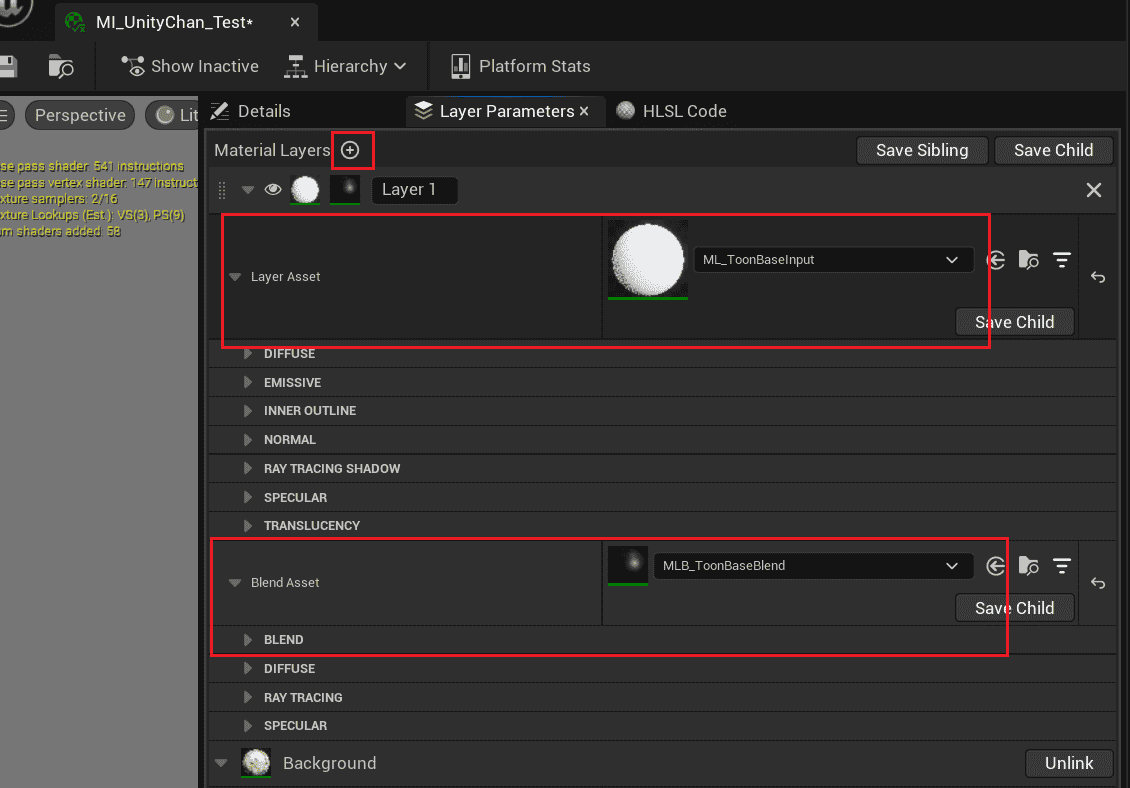 MI_UnityChan_Test*
Show Inactive
Hierarchy
Platform Stats
Perspective
Lit
Details
Layer Parameters
HLSL Code
se pass shader: 541 instructions
se pass vertex shader: 147 instruct
xture samplers: 2/16
xture Lookups (Est.): VS(3), PS(9)
m shaders added: 58
Material Layers
Save Sibling
Save Child
Layer 1
Layer Asset
ML_ToonBaseInput
Save Child
DIFFUSE
EMISSIVE
INNER OUTLINE
NORMAL
RAY TRACING SHADOW
SPECULAR
TRANSLUCENCY
Blend Asset
MLB_ToonBaseBlend
Save Child
BLEND
DIFFUSE
RAY TRACING
SPECULAR
Background
Unlink